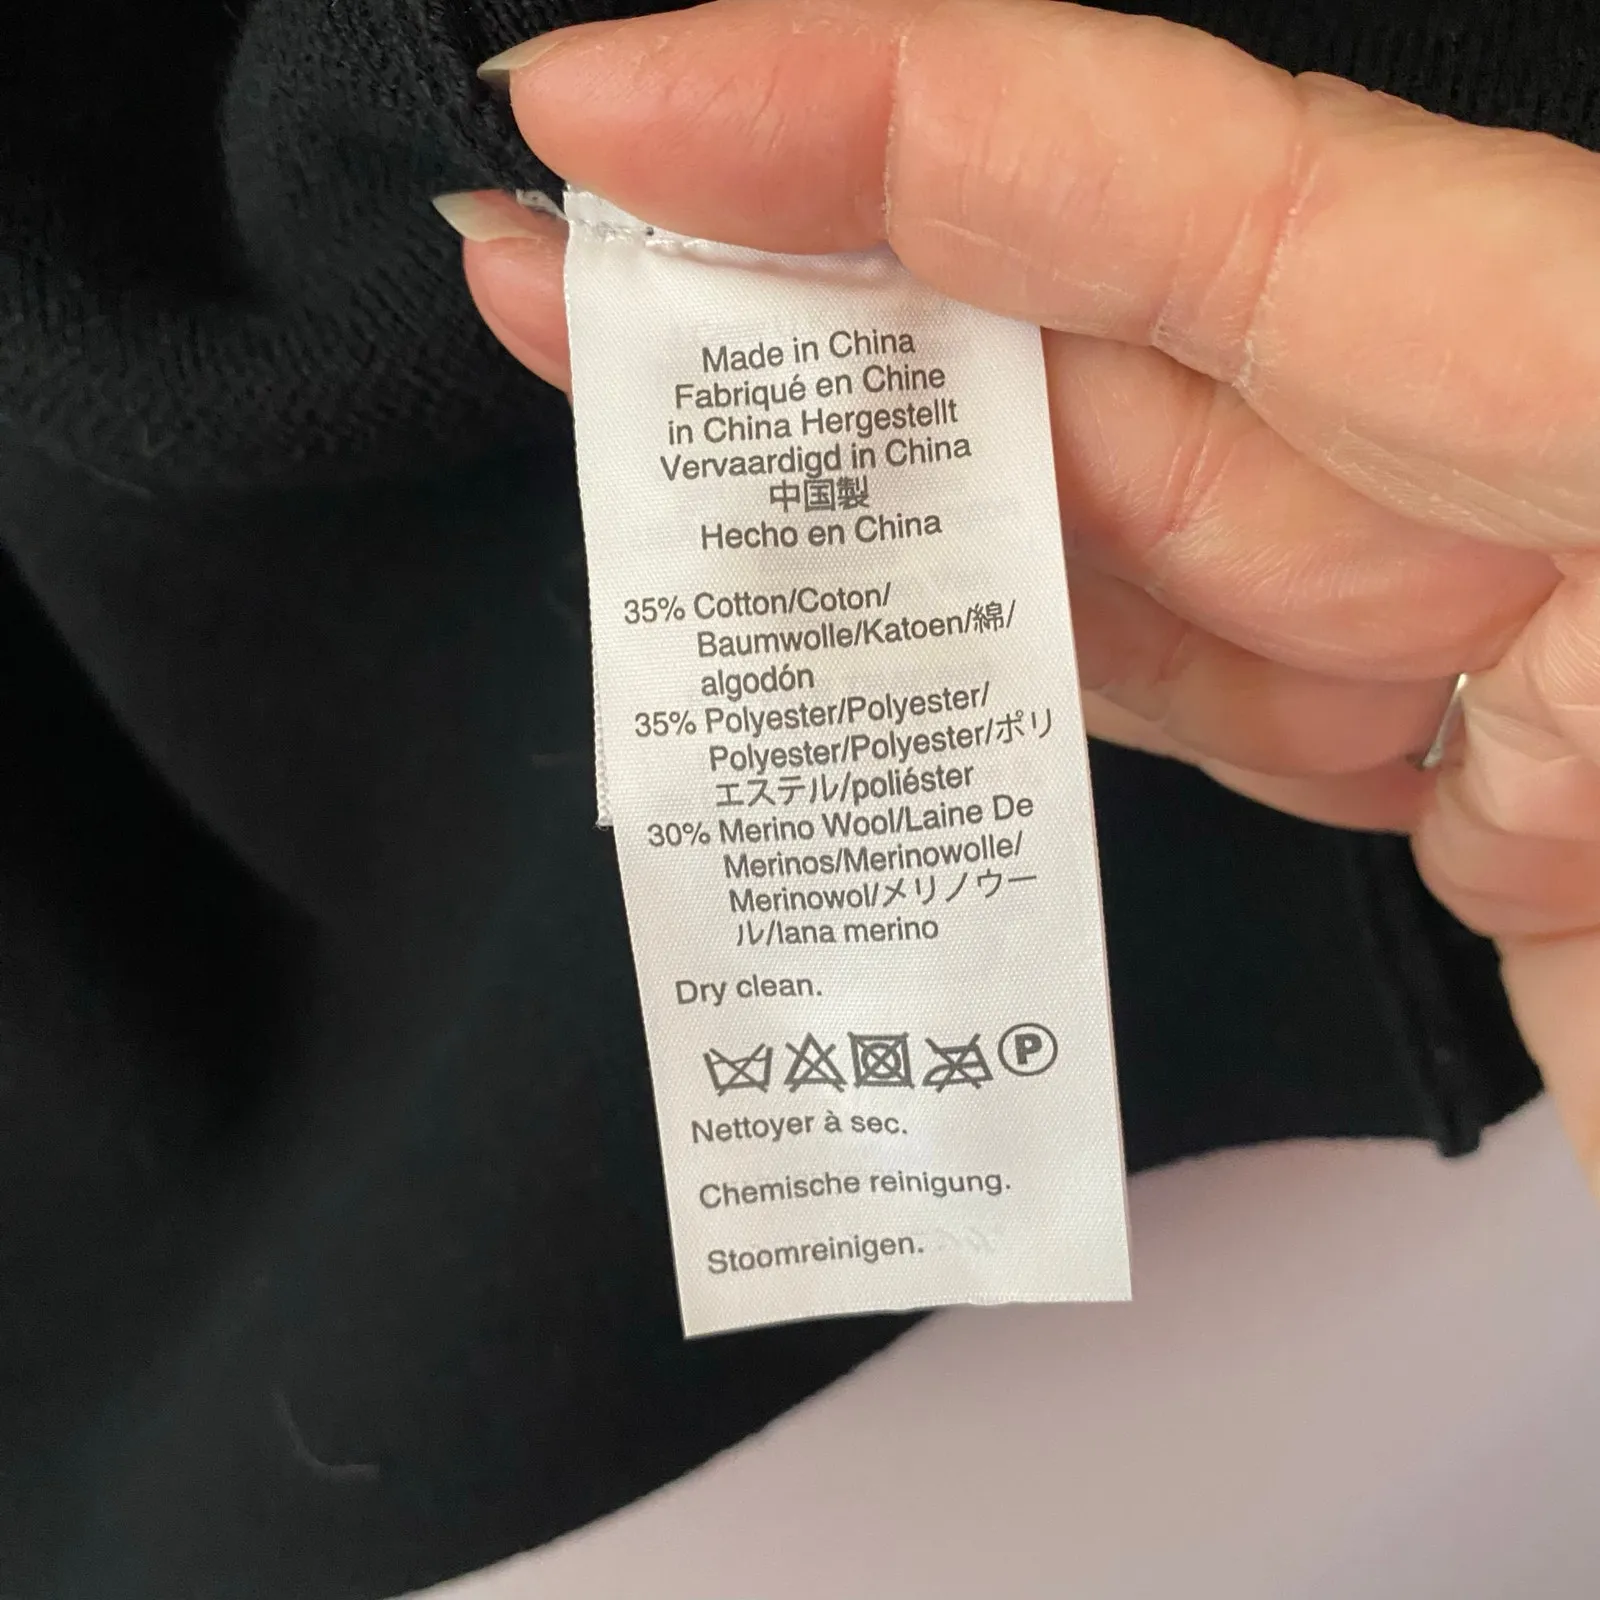 Made in China
Fabriqué en Chine
in China Hergestellt
Vervaardigd in China
中国製
Hecho en China
35% Cotton/Coton/
Baumwolle/Katoen/綿/
algodón
35% Polyester/Polyester/
Polyester/Polyester/ポリ
エステル/poliéster
30% Merino Wool/Laine De
Merinos/Merinowolle/
Merinowol/メリノウー
ル/lana merino
Dry clean.
P
Nettoyer à sec.
Chemische reinigung.
Stoomreinigen.